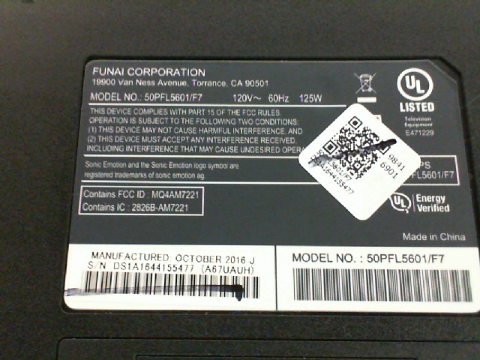 FUNAI CORPORATION
19900 Van Ness Avenue, Torrance, CA 90501
MODEL NO.: 50PFL5601/F7 120V~ 60Hz 125W
THIS DEVICE COMPLIES WITH PART 15 OF THE FCC RULES.
OPERATION IS SUBJECT TO THE FOLLOWING TWO CONDITIONS:
(1) THIS DEVICE MAY NOT CAUSE HARMFUL INTERFERENCE, AND
(2) THIS DEVICE MUST ACCEPT ANY INTERFERENCE RECEIVED,
INCLUDING INTERFERENCE THAT MAY CAUSE UNDESIRED
Sonic Emotion and the Sonic Emotion logo symbol are
registered trademarks of sonic emotion ag.
Contains FCC ID : MQ4AM7221
Contains IC : 2826B-AM7221
UL
LISTED
Television
Equipment
E471229
9841
6901
PS
PFL5601/F7
UL
Energy
Verified
Made in China
MANUFACTURED: OCTOBER 2016 J
S/N DS1A1644155477 (A67UAUH)
MODEL NO. : 50PFL5601/F7